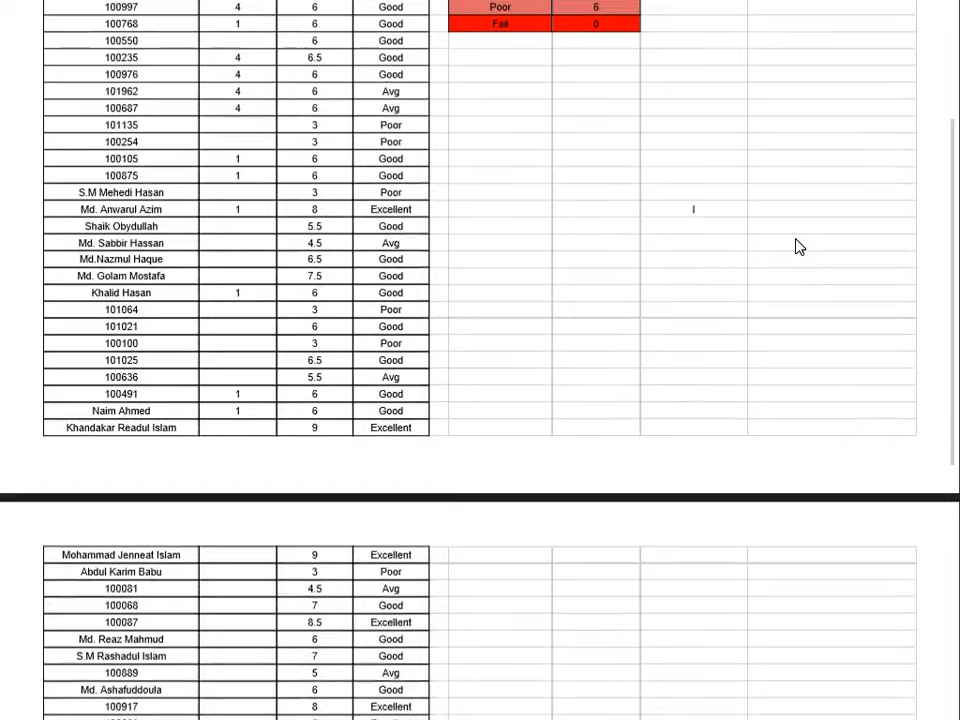 100997 4 6 Good Poor 6
100768 1 6 Good Fail 0
100550 6 Good
100235 4 6.5 Good
100976 4 6 Good
101962 4 6 Avg
100687 4 6 Avg
101135 3 Poor
100254 3 Poor
100105 1 6 Good
100875 1 6 Good
S.M Mehedi Hasan 3 Poor
Md. Anwarul Azim 1 8 Excellent
Shaik Obydullah 5.5 Good
Md. Sabbir Hassan 4.5 Avg
Md.Nazmul Haque 6.5 Good
Md. Golam Mostafa 7.5 Good
Khalid Hasan 1 6 Good
101064 3 Poor
101021 6 Good
100100 3 Poor
101025 6.5 Good
100636 5.5 Avg
100491 1 6 Good
Naim Ahmed 1 6 Good
Khandakar Readul Islam 9 Excellent
Mohammad Jenneat Islam 9 Excellent
Abdul Karim Babu 3 Poor
100081 4.5 Avg
100068 7 Good
100087 8.5 Excellent
Md. Reaz Mahmud 6 Good
S.M Rashadul Islam 7 Good
100889 5 Avg
Md. Ashafuddoula 6 Good
100917 8 Excellent